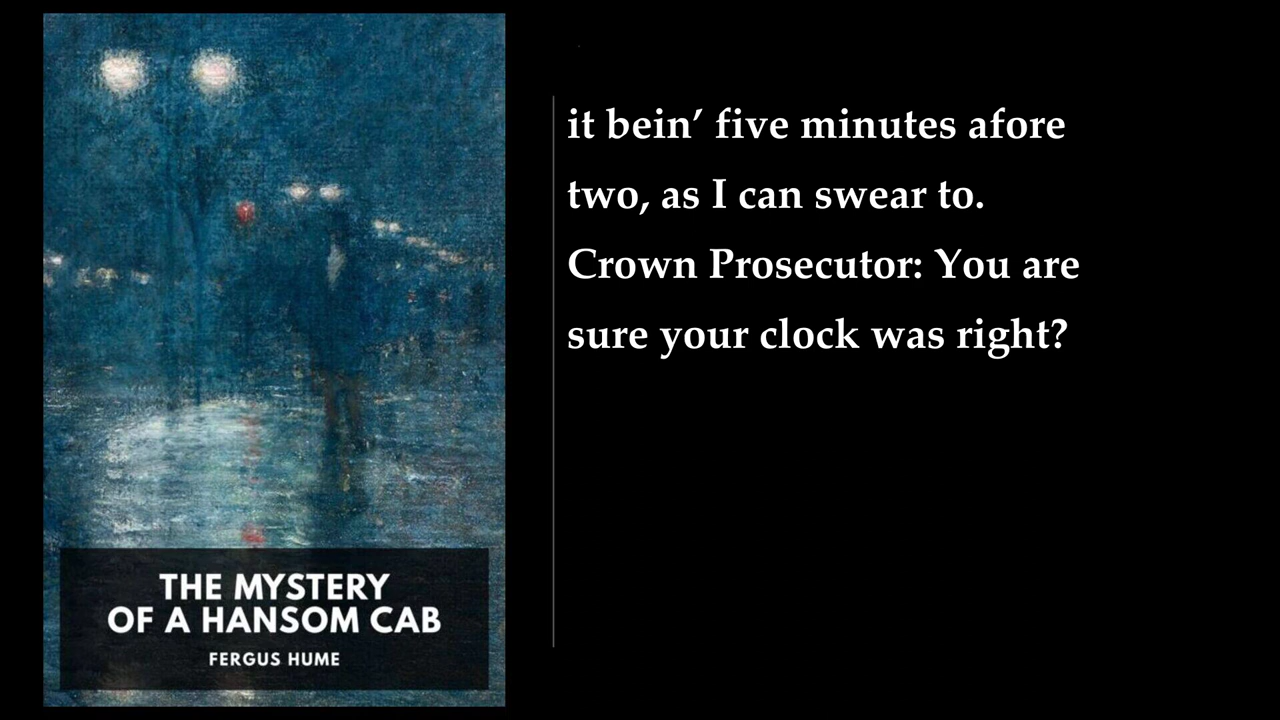 it bein’ five minutes afore
two, as I can swear to.
Crown Prosecutor: You are
sure your clock was right?
THE MYSTERY
OF A HANSOM CAB
FERGUS HUME